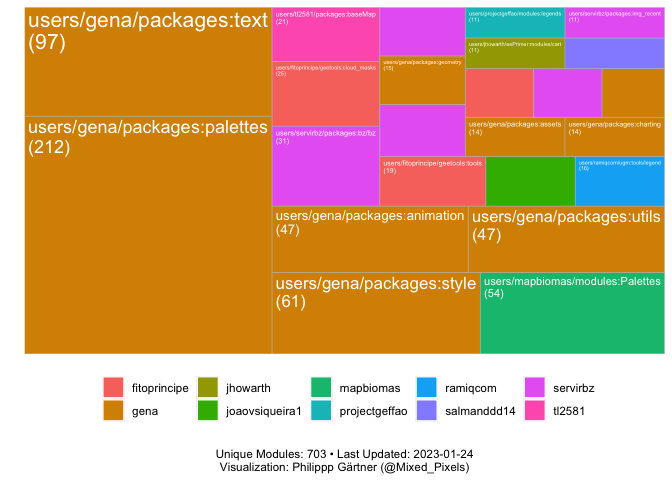 users/gena/packages:text
(97)
users/gena/packages:palettes
(212)
users/tl2581/packages:baseMap
(21)
users/fitoprincipe/geetools:cloud_masks
(25)
users/servirbz/packages:bz/bz
(31)
users/gena/packages:geometry
(15)
users/projectgeffao/modules:legends
(11)
users/servirbz/packages:img_recent
(11)
users/jhowarth/eePrimer:modules/cart
(11)
users/gena/packages:assets
(14)
users/gena/packages:charting
(14)
users/fitoprincipe/geetools:tools
(19)
users/ramiqcom/ugm:tools/legend
(16)
users/gena/packages:animation
(47)
users/gena/packages:utils
(47)
users/gena/packages:style
(61)
users/mapbiomas/modules:Palettes
(54)
fitoprincipe
jhowarth
mapbiomas
ramiqcom
servirbz
gena
joaovsiqueira1
projectgeffao
salmanddd14
tl2581
Unique Modules: 703 • Last Updated: 2023-01-24
Visualization: Philippp Gärtner (@Mixed_Pixels)